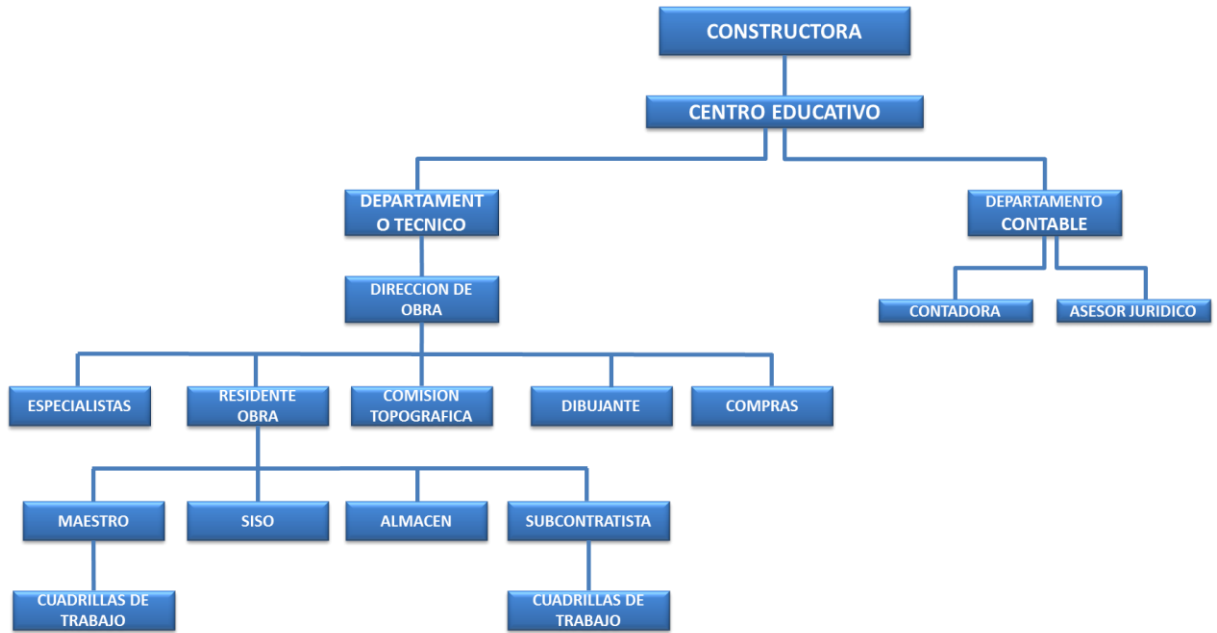 CONSTRUCTORA
CENTRO EDUCATIVO
DEPARTAMENT
O TECNICO
DEPARTAMENTO
CONTABLE
DIRECCION DE
OBRA
CONTADORA
ASESOR JURIDICO
ESPECIALISTAS
RESIDENTE
OBRA
COMISION
TOPOGRAFICA
DIBUJANTE
COMPRAS
MAESTRO
SISO
ALMACEN
SUBCONTRATISTA
CUADRILLAS DE
TRABAJO
CUADRILLAS DE
TRABAJO